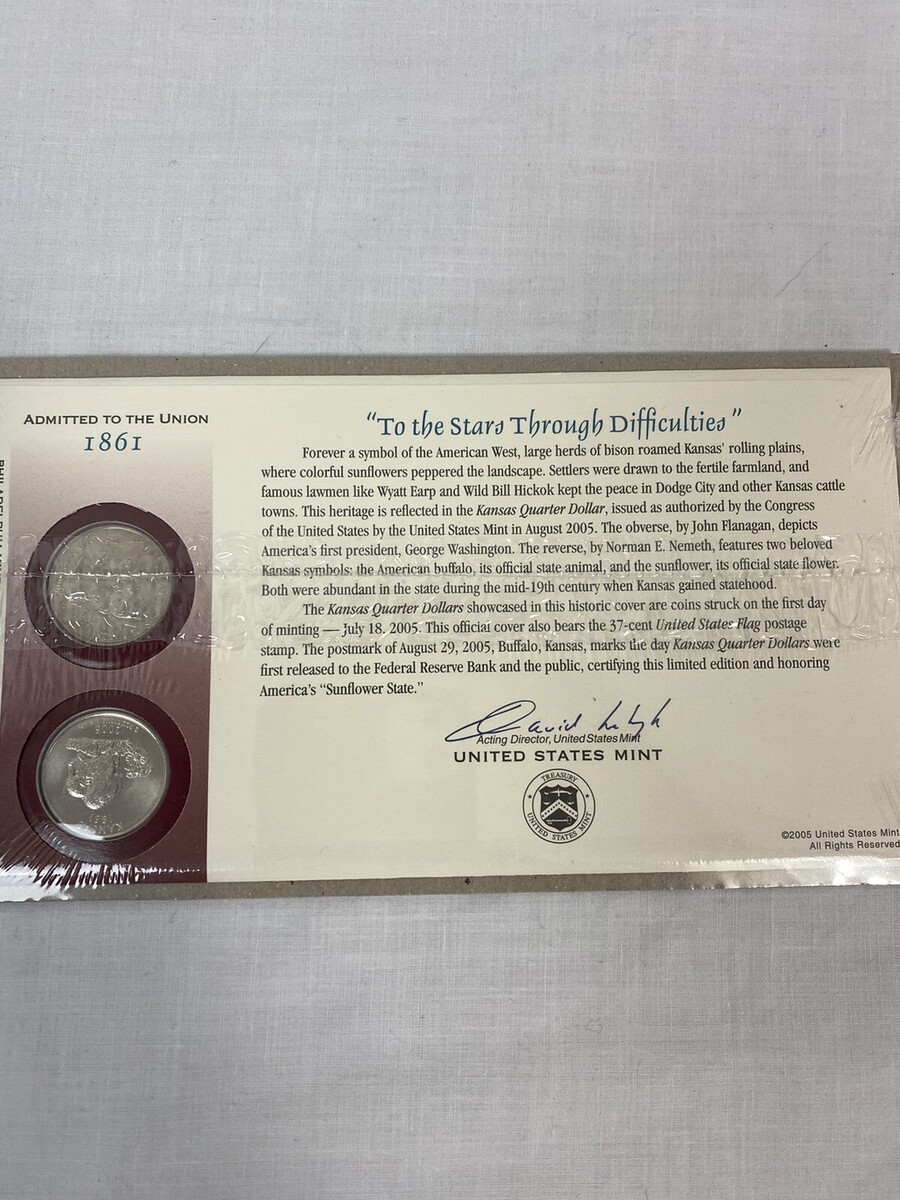 ADMITTED TO THE UNION
1861
"To the Stars Through Difficulties"
Forever a symbol of the American West, large herds of bison roamed Kansas' rolling plains,
where colorful sunflowers peppered the landscape. Settlers were drawn to the fertile farmland, and
famous lawmen like Wyatt Earp and Wild Bill Hickok kept the peace in Dodge City and other Kansas cattle
towns. This heritage is reflected in the Kansas Quarter Dollar, issued as authorized by the Congress
of the United States by the United States Mint in August 2005. The obverse, by John Flanagan, depicts
America's first president, George Washington. The reverse, by Norman E. Nemeth, features two beloved
Kansas symbols: the American buffalo, its official state animal, and the sunflower, its official state flower.
Both were abundant in the state during the mid-19th century when Kansas gained statehood.
The Kansas Quarter Dollars showcased in this historic cover are coins struck on the first day
of minting — July 18, 2005. This official cover also bears the 37-cent United States Flag postage
stamp. The postmark of August 29, 2005, Buffalo, Kansas, marks the day Kansas Quarter Dollars were
first released to the Federal Reserve Bank and the public, certifying this limited edition and honoring
America's "Sunflower State."
David
Acting Director, United States Mint
UNITED STATES MINT
TREASURY
UNITED STATES MINT
©2005 United States Mint
All Rights Reserved
2005
1861